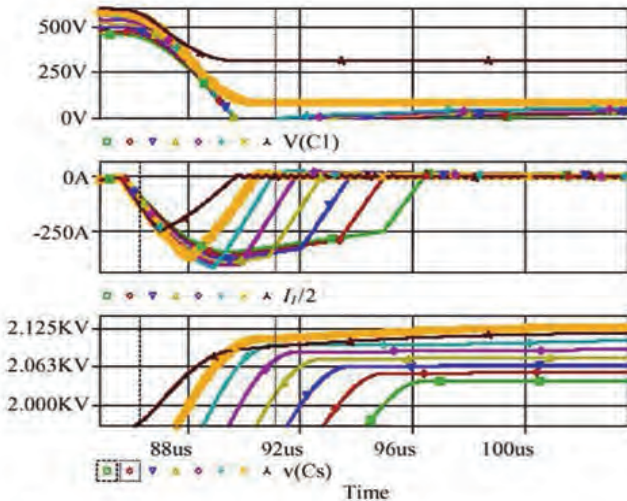 500V
250V
0V
V(C1)
0A
-250A
I_I/2
2.125KV
2.063KV
2.000KV
88us
92us
96us
100us
v(Cs)
Time